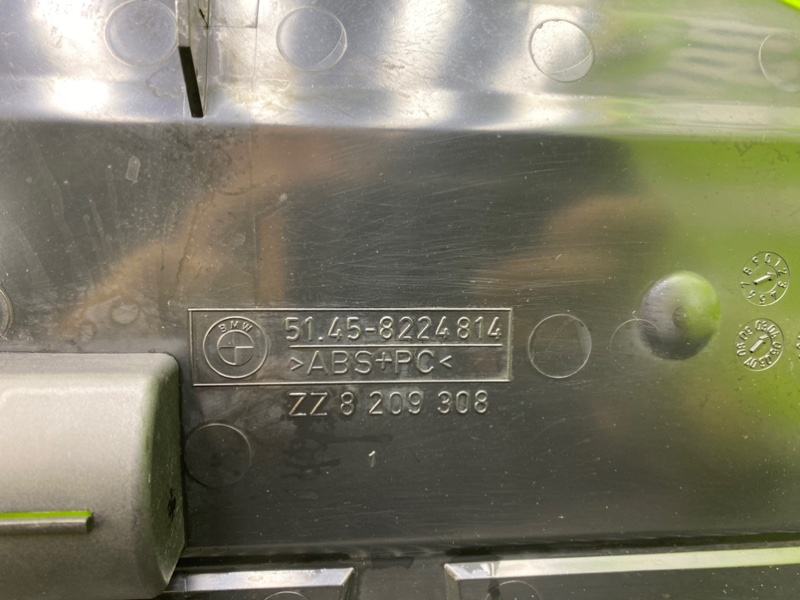 BMW
51.45-8224814
>ABS+PC<
ZZ 8 209 308
1